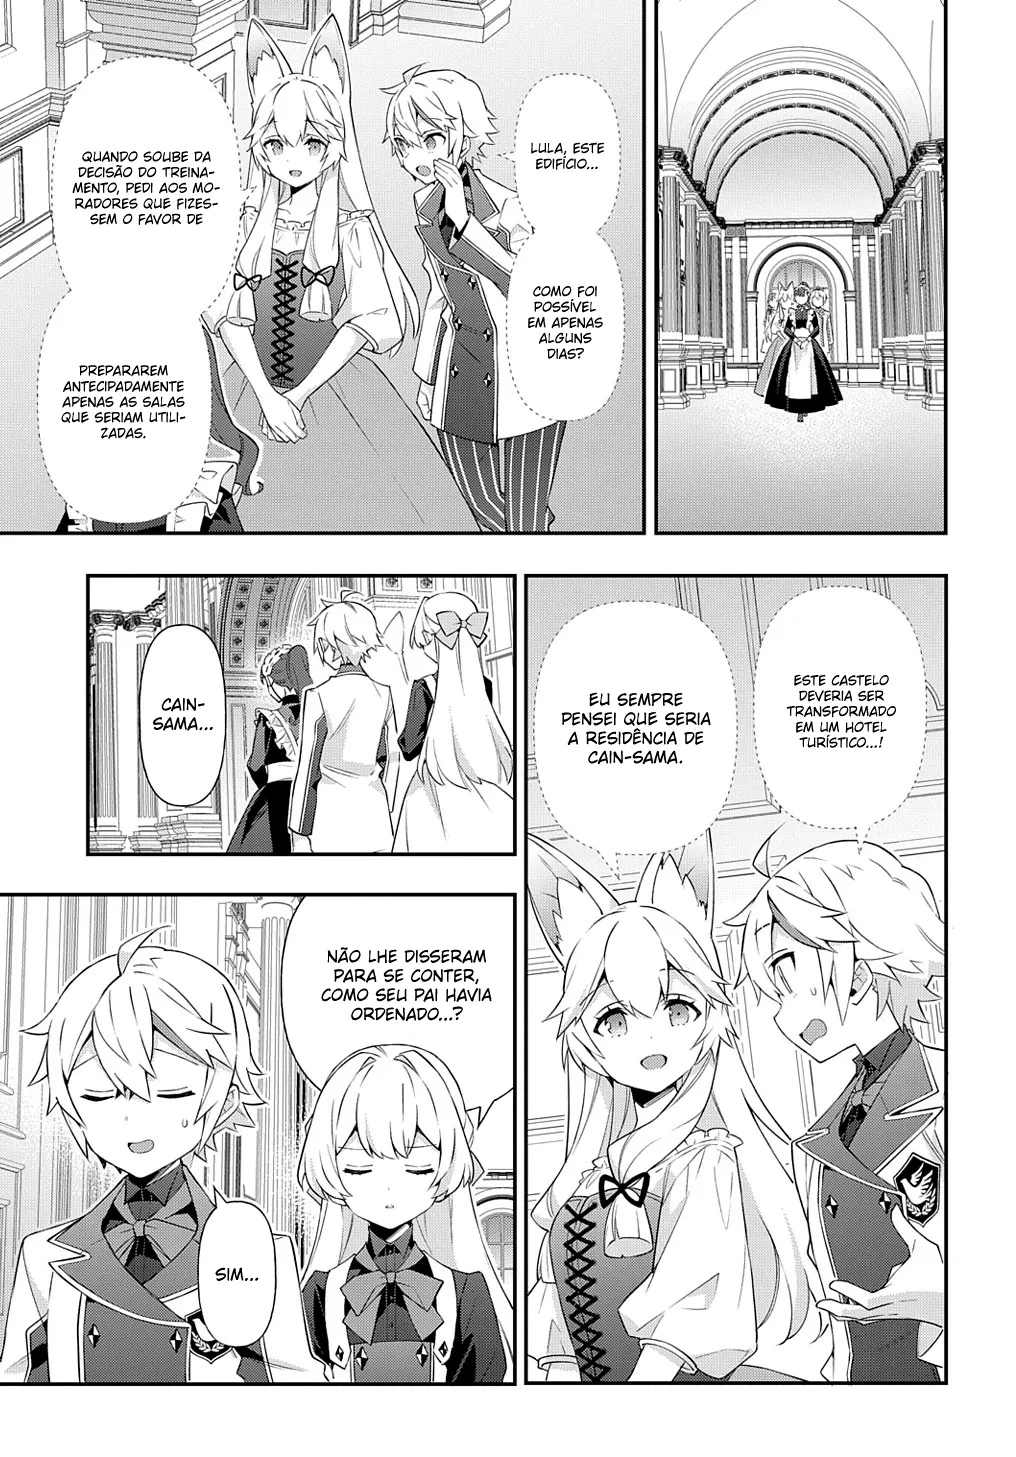 LULA, ESTE
EDIFÍCIO...
COMO FOI
POSSÍVEL
EM APENAS
ALGUNS
DIAS?
QUANDO SOUBE DA
DECISÃO DO TREINA-
MENTO, PEDI AOS MO-
RADORES QUE FIZES-
SEM O FAVOR DE
PREPARAREM
ANTECIPADAMENTE
APENAS AS SALAS
QUE SERIAM UTILI-
ZADAS.
ESTE CASTELO
DEVERIA SER
TRANSFORMADO
EM UM HOTEL
TURÍSTICO...!
EU SEMPRE
PENSEI QUE SERIA
A RESIDÊNCIA DE
CAIN-SAMA.
CAIN-
SAMA...
NÃO LHE DISSERAM
PARA SE CONTER,
COMO SEU PAI HAVIA
ORDENADO...?
SIM...